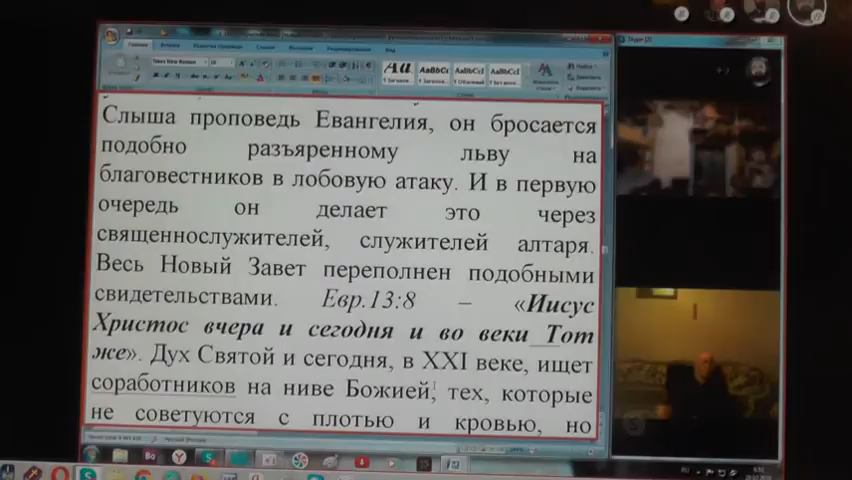 Слыша проповедь Евангелия, он бросается
подобно разъяренному льву на
благовестников в лобовую атаку. И в первую
очередь он делает это через
священнослужителей, служителей алтаря.
Весь Новый Завет переполнен подобными
свидетельствами. Евр.13:8 – «Иисус
Христос вчера и сегодня и во веки Тот
же». Дух Святой и сегодня, в XXI веке, ищет
соработников на ниве Божией, тех, которые
не советуются с плотью и кровью, но